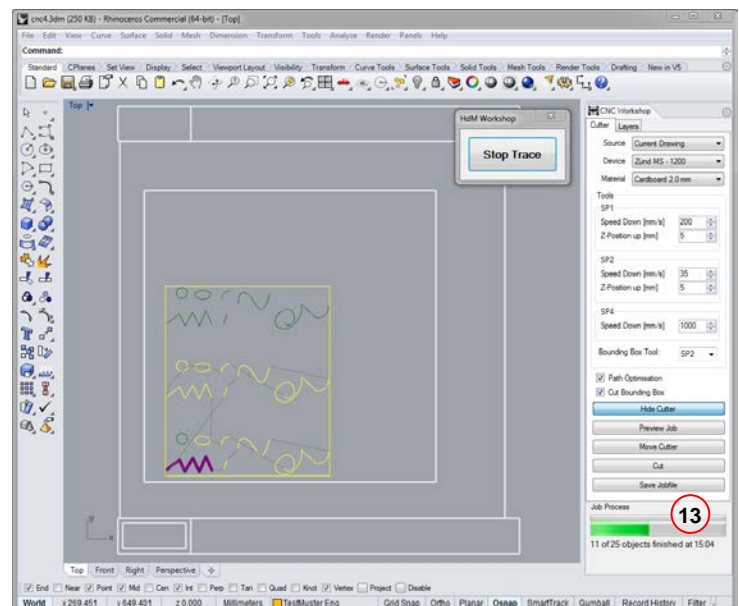 cnc4.3dm (250 KB) - Rhinoceros Commercial (64-bit) - [Top]
File Edit View Curve Surface Solid Mesh Dimension Transform Tools Analyze Render Panels Help
Command:
Standard CPlanes Set View Display Select Viewport Layout Visibility Transform Curve Tools Surface Tools Solid Tools Mesh Tools Render Tools Drafting New in V5
Top
HdM Workshop
Stop Trace
CNC Workshop
Cutter Layers
Source Current Drawing
Device Zünd MS - 1200
Material Cardboard 2.0 mm
Tools
SP1
Speed Down [mm/s] 200
Z-Position up [mm] 5
SP2
Speed Down [mm/s] 35
Z-Position up [mm] 5
SP4
Speed Down [mm/s] 1000
Bounding Box Tool: SP2
Path Optimisation
Cut Bounding Box
Hide Cutter
Preview Job
Move Cutter
Cut
Save Jobfile
Job Process
13
11 of 25 objects finished at 15:04
y
x
Top Front Right Perspective
End Near Point Mid Cen Int Perp Tan Quad Knot Vertex Project Disable
World x 269.451 y 649.401 z 0.000 Millimeters TestMuster Eng Grid Snap Ortho Planar Osnap SmartTrack Gumball Record History Filter